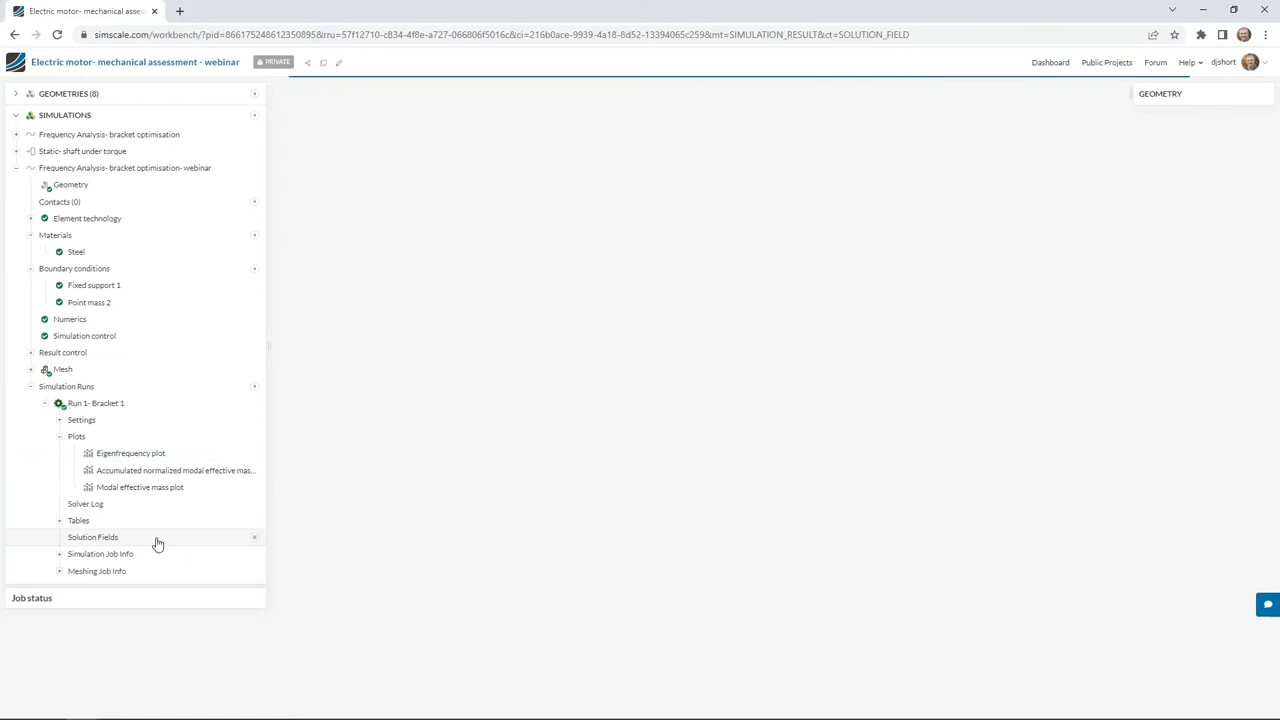 Electric motor- mechanical asses
simscale.com/workbench/?pid=866175248612350895&rru=57f12710-c834-4f8e-a727-066806f5016c&ci=216b0ace-9939-4a18-8d52-13394065c259&mt=SIMULATION_RESULT&ct=SOLUTION_FIELD
Electric motor- mechanical assessment - webinar
PRIVATE
Dashboard Public Projects Forum Help djshort
GEOMETRIES (8)
GEOMETRY
SIMULATIONS
Frequency Analysis- bracket optimisation
Static- shaft under torque
Frequency Analysis- bracket optimisation- webinar
Geometry
Contacts (0)
Element technology
Materials
Steel
Boundary conditions
Fixed support 1
Point mass 2
Numerics
Simulation control
Result control
Mesh
Simulation Runs
Run 1- Bracket 1
Settings
Plots
Eigenfrequency plot
Accumulated normalized modal effective mas...
Modal effective mass plot
Solver Log
Tables
Solution Fields
Simulation Job Info
Meshing Job Info
Job status